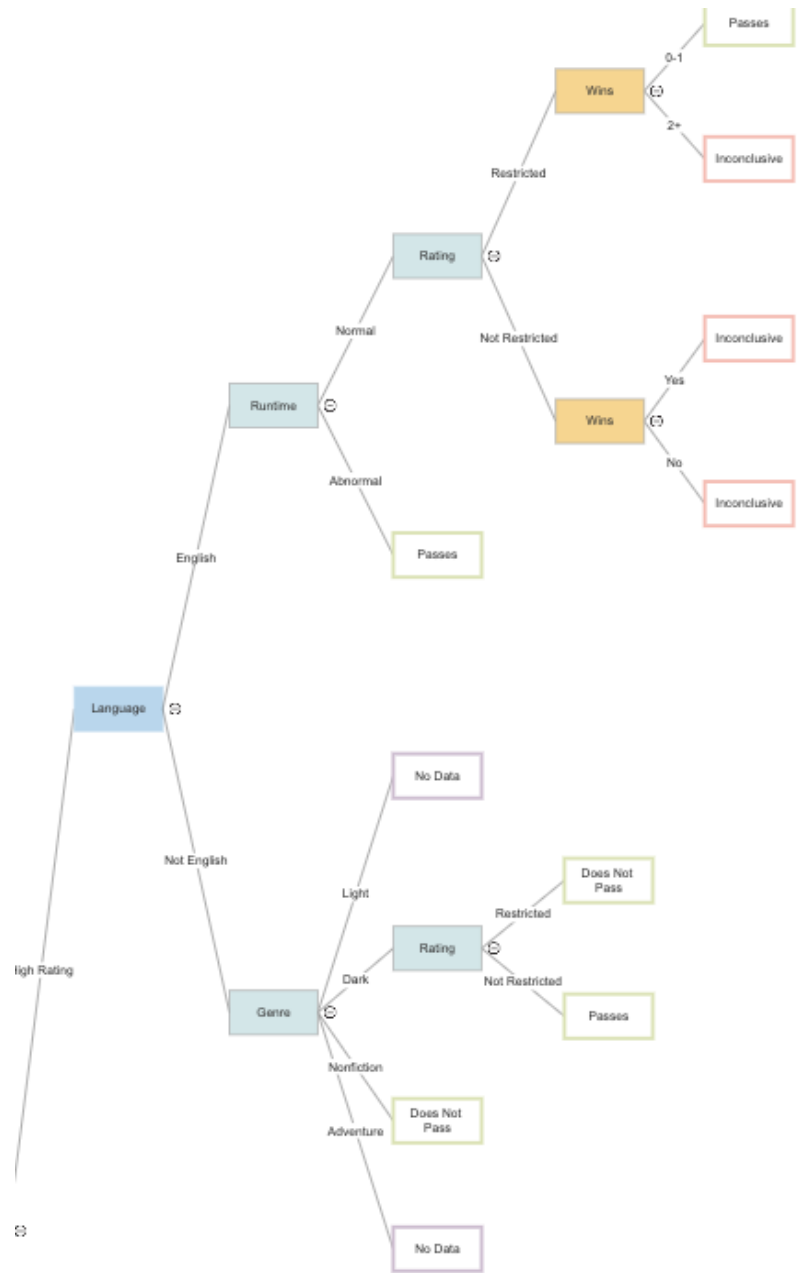 Passes
0-1
Wins
2+
Inconclusive
Restricted
Rating
Normal
Not Restricted
Inconclusive
Yes
Runtime
Wins
No
Abnormal
Inconclusive
Passes
English
Language
No Data
Not English
Does Not
Pass
Light
Restricted
Rating
High Rating
Dark
Not Restricted
Genre
Passes
Nonfiction
Does Not
Pass
Adventure
No Data